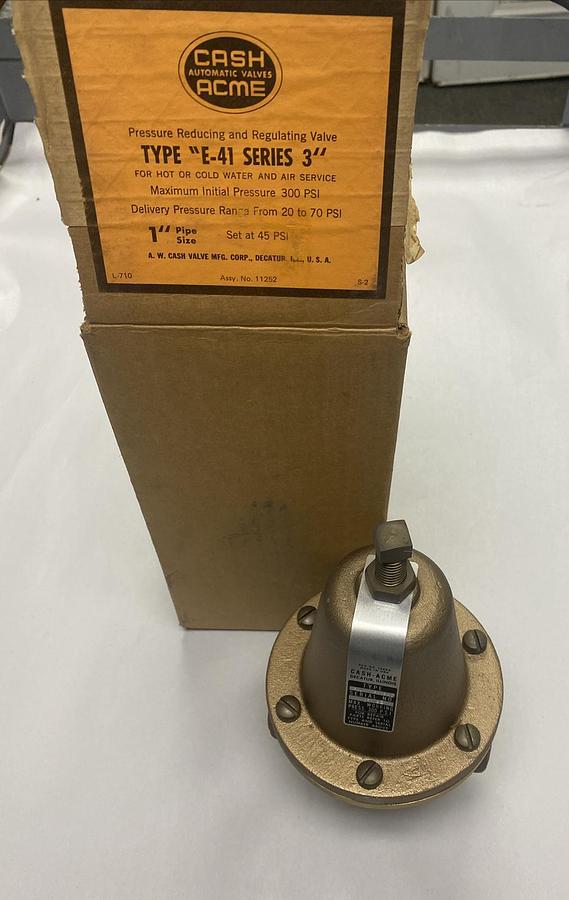 CASH
AUTOMATIC VALVES
ACME
Pressure Reducing and Regulating Valve
TYPE "E-41 SERIES 3"
FOR HOT OR COLD WATER AND AIR SERVICE
Maximum Initial Pressure 300 PSI
Delivery Pressure Range From 20 to 70 PSI
1" Pipe Size Set at 45 PSI
A. W. CASH VALVE MFG. CORP., DECATUR, ILL., U. S. A.
L-710 Assy. No. 11252 S-2
CASH-ACME
DECATUR, ILLINOIS
TYPE
SERIAL NO.
MAX. WORKING